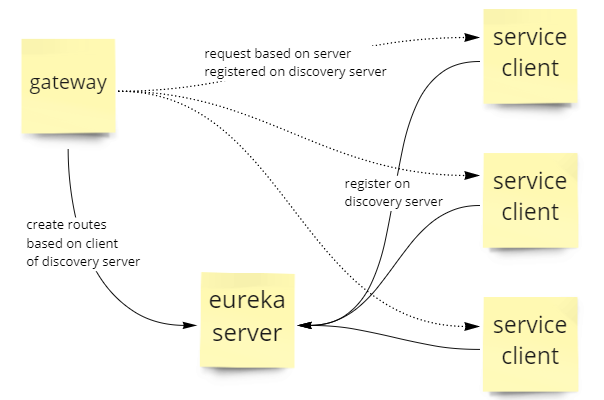 gateway
request based on server
registered on discovery server
service
client
register on
discovery server
service
client
create routes
based on client
of discovery server
eureka
server
service
client